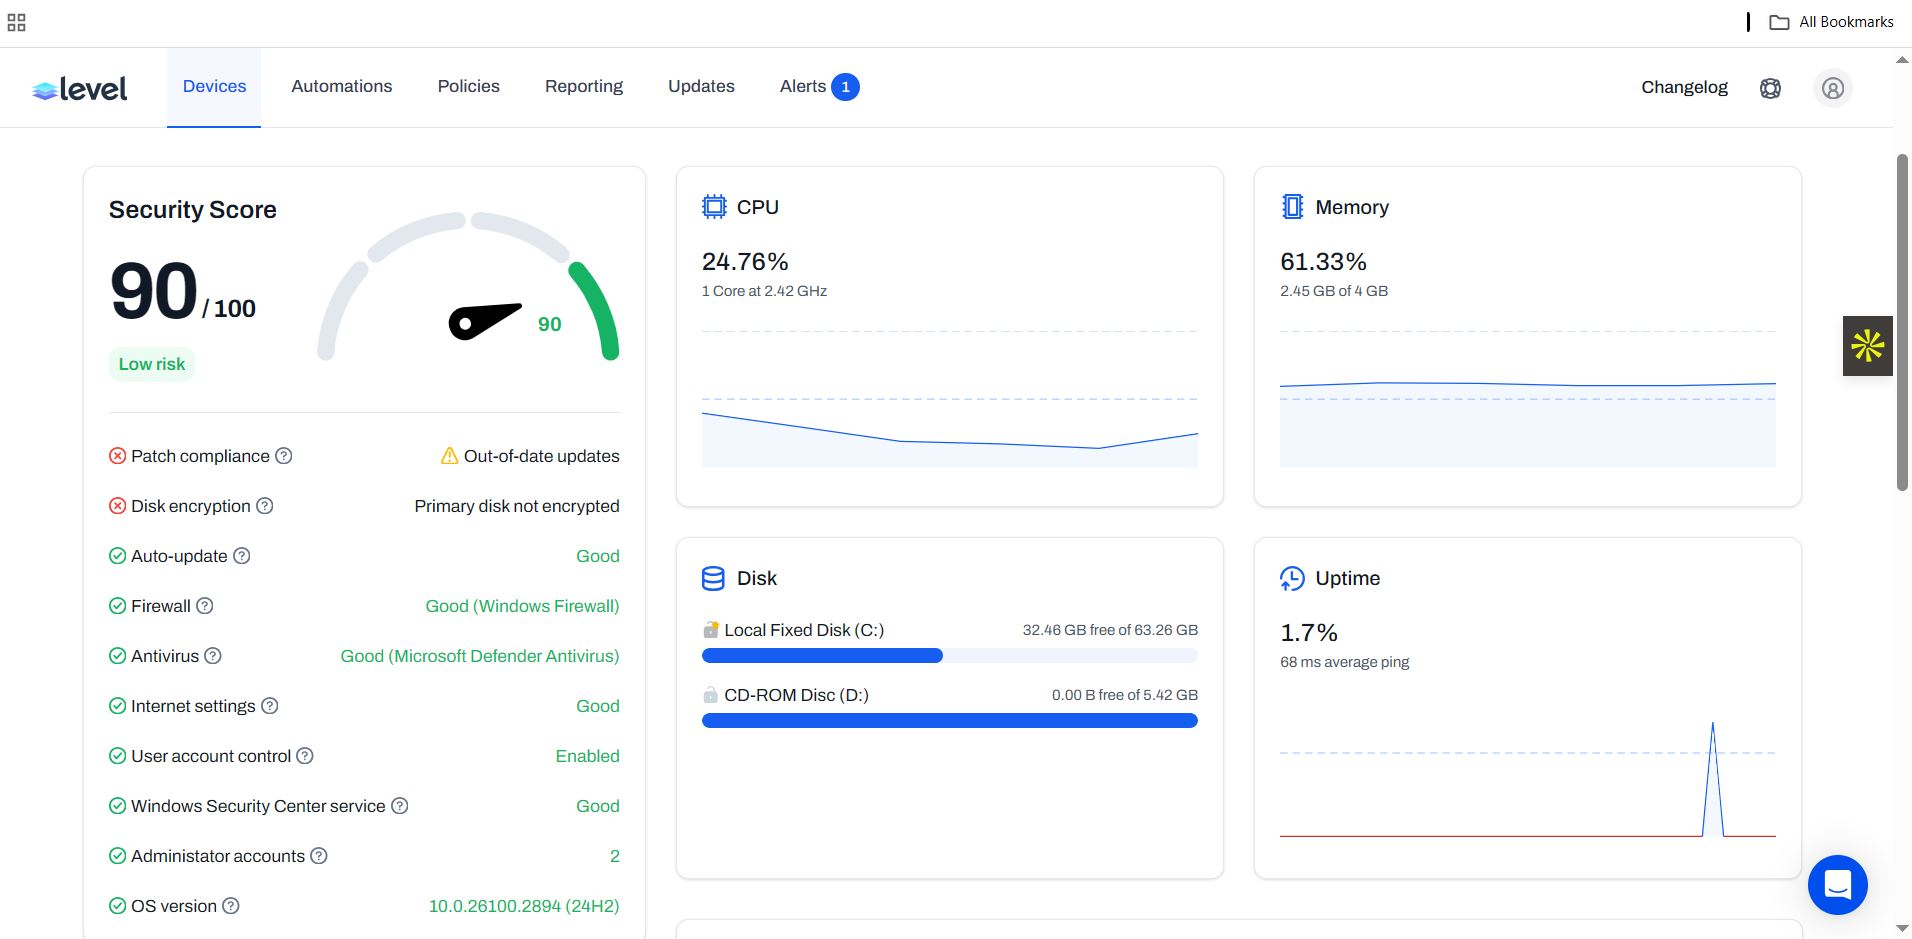 All Bookmarks
level
Devices
Automations
Policies
Reporting
Updates
Alerts 1
Changelog
Security Score
90 / 100
Low risk
90
Patch compliance Out-of-date updates
Disk encryption Primary disk not encrypted
Auto-update Good
Firewall Good (Windows Firewall)
Antivirus Good (Microsoft Defender Antivirus)
Internet settings Good
User account control Enabled
Windows Security Center service Good
Administator accounts 2
OS version 10.0.26100.2894 (24H2)
CPU
24.76%
1 Core at 2.42 GHz
Memory
61.33%
2.45 GB of 4 GB
Disk
Local Fixed Disk (C:) 32.46 GB free of 63.26 GB
CD-ROM Disc (D:) 0.00 B free of 5.42 GB
Uptime
1.7%
68 ms average ping